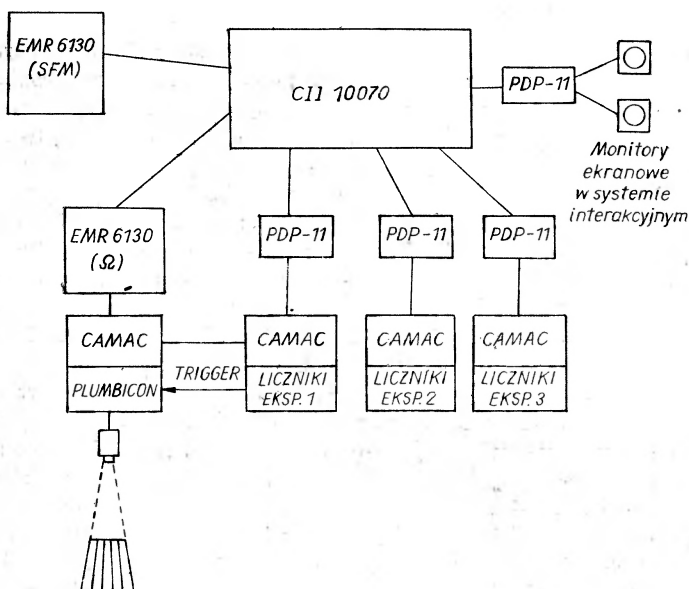 EMR 6130
(SFM)
CII 10070
PDP-11
Monitory
ekranowe
w systemie
interakcyjnym
EMR 6130
(Ω)
PDP-11
PDP-11
PDP-11
CAMAC
CAMAC
CAMAC
CAMAC
PLUMBICON
TRIGGER
LICZNIKI
EKSP. 1
LICZNIKI
EKSP. 2
LICZNIKI
EKSP. 3